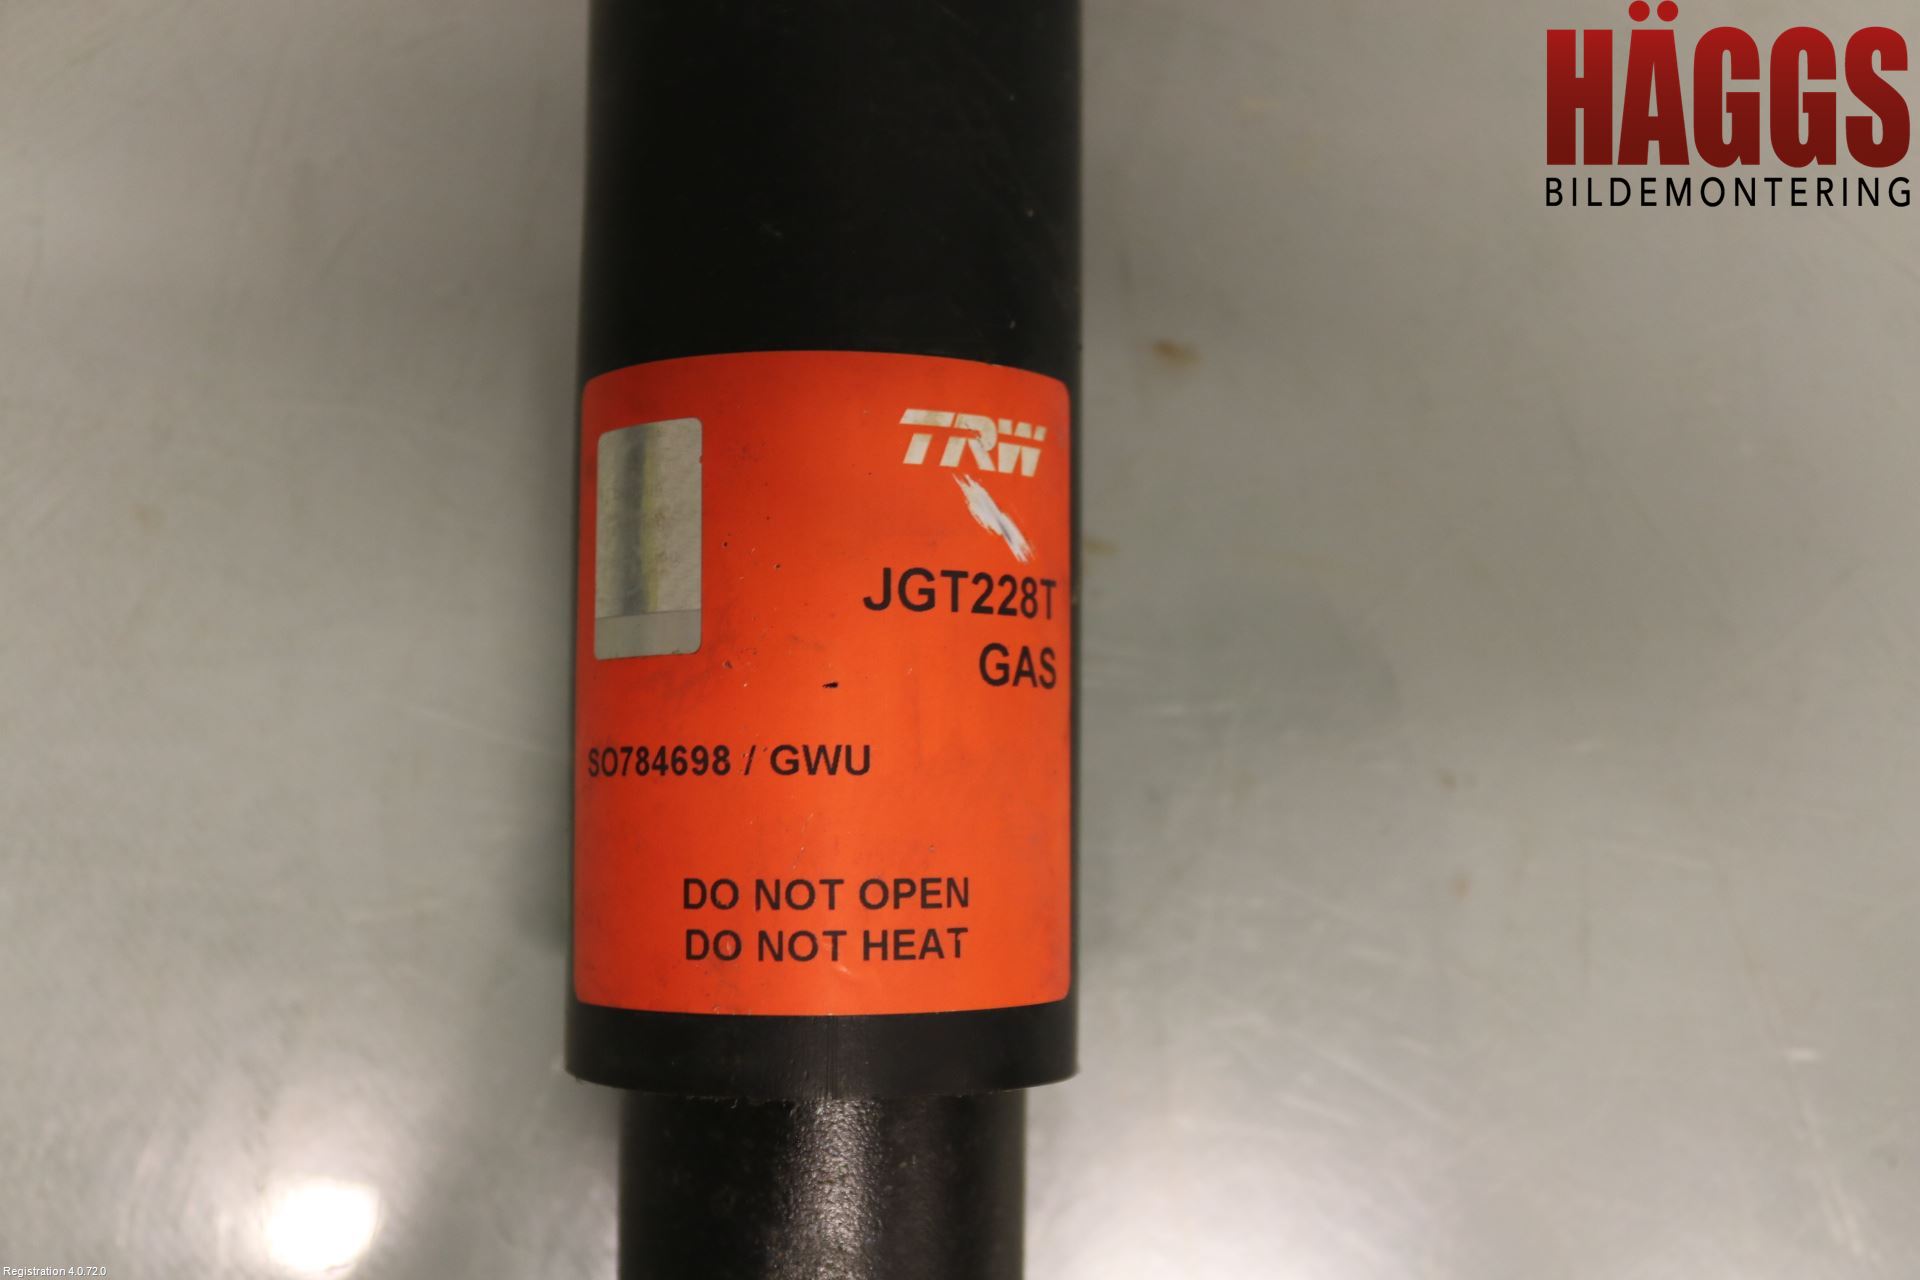 HÄGGS
BILDEMONTERING
TRW
JGT228T
GAS
SO784698 / GWU
DO NOT OPEN
DO NOT HEAT
Registration 4.0.72.0